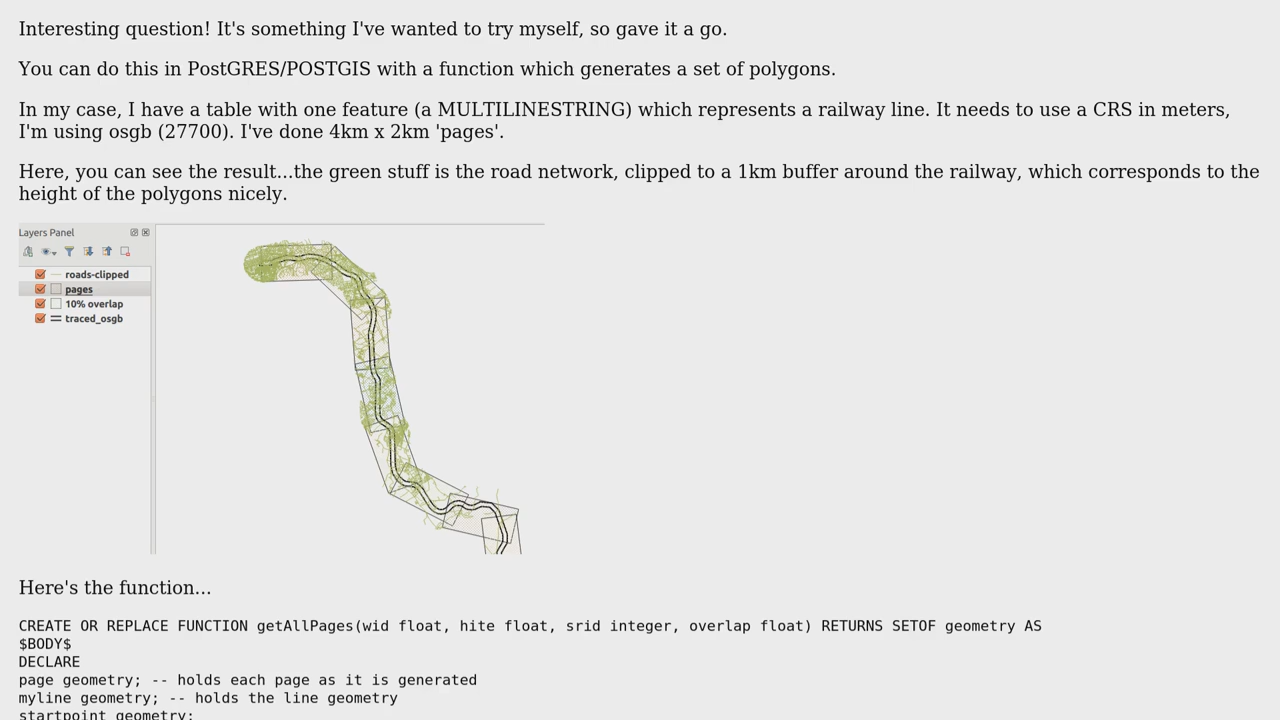 Interesting question! It's something I've wanted to try myself, so gave it a go.
You can do this in PostGRES/POSTGIS with a function which generates a set of polygons.
In my case, I have a table with one feature (a MULTILINESTRING) which represents a railway line. It needs to use a CRS in meters,
I'm using osgb (27700). I've done 4km x 2km 'pages'.
Here, you can see the result...the green stuff is the road network, clipped to a 1km buffer around the railway, which corresponds to the
height of the polygons nicely.
Layers Panel
roads-clipped
pages
10% overlap
traced_osgb
Here's the function...
CREATE OR REPLACE FUNCTION getAllPages(wid float, hite float, srid integer, overlap float) RETURNS SETOF geometry AS
$BODY$
DECLARE
page geometry; -- holds each page as it is generated
myline geometry; -- holds the line geometry
startpoint geometry;